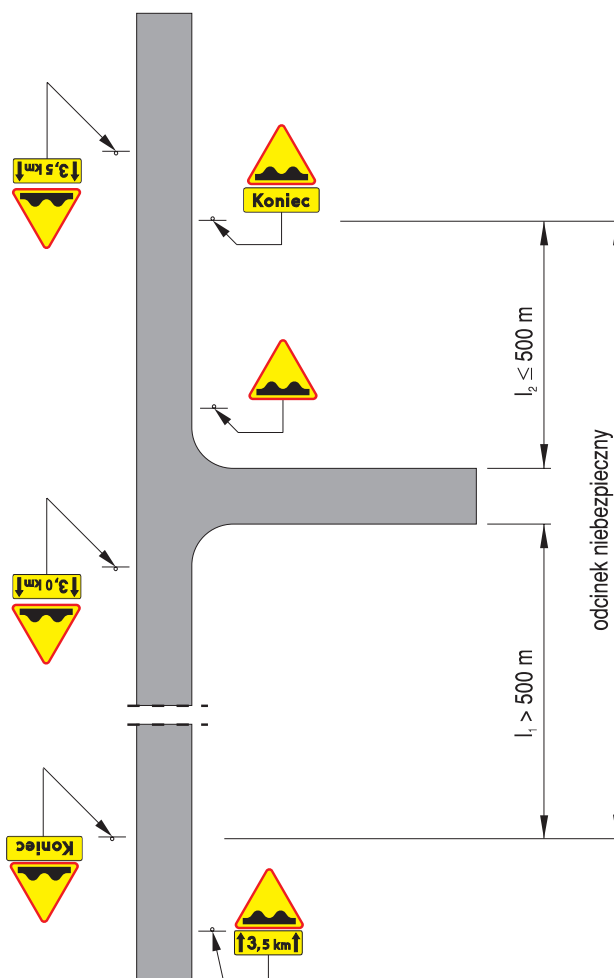 ↑3,5 km↑
Koniec
l₂ ≤ 500 m
odcinek niebezpieczny
↑3,0 km↑
l₁ > 500 m
Koniec
↑3,5 km↑